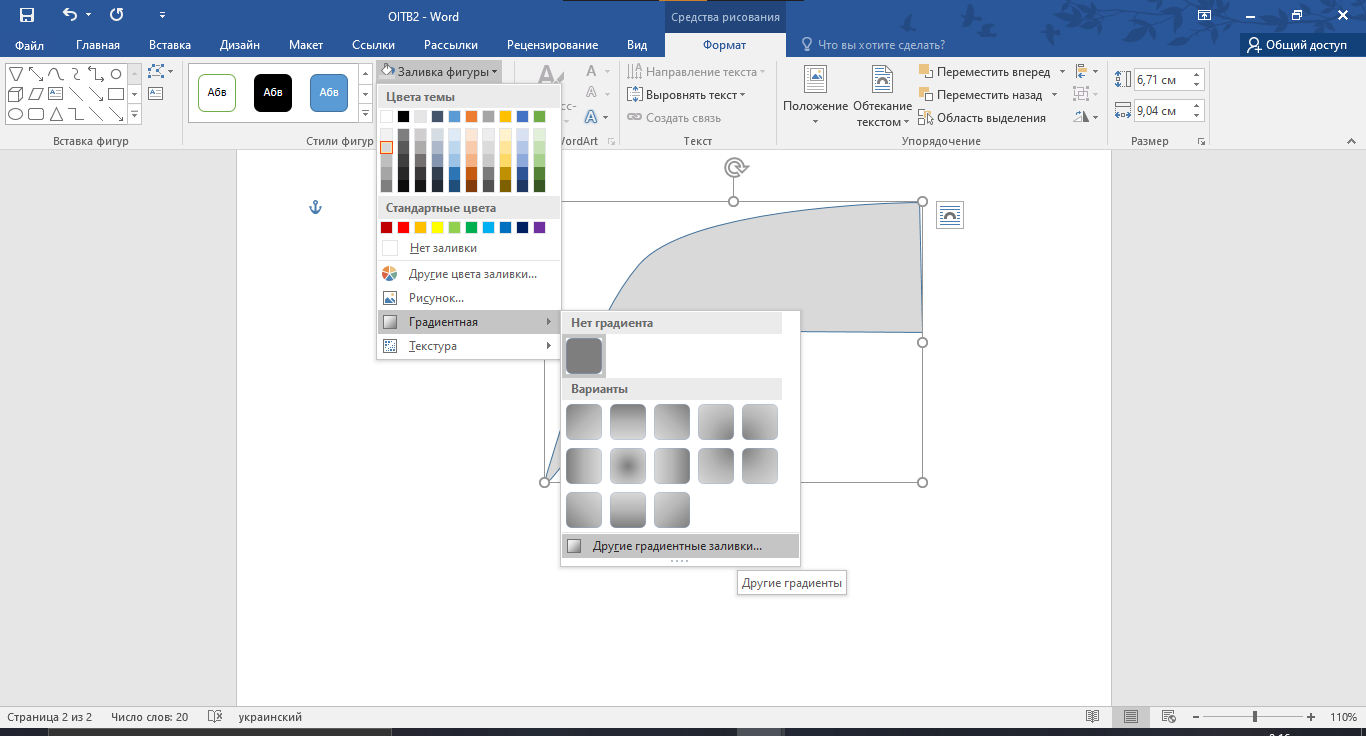 OITB2 - Word
Средства рисования
Файл
Главная
Вставка
Дизайн
Макет
Ссылки
Рассылки
Рецензирование
Вид
Формат
Что вы хотите сделать?
Общий доступ
Абв
Абв
Абв
Заливка фигуры
Направление текста
Выровнять текст
Создать связь
Положение
Обтекание
текстом
Переместить вперед
Переместить назад
Область выделения
6,71 см
9,04 см
Вставка фигур
Стили фигур
WordArt
Текст
Упорядочение
Размер
Цвета темы
Стандартные цвета
Нет заливки
Другие цвета заливки...
Рисунок...
Градиентная
Текстура
Нет градиента
Варианты
Другие градиентные заливки...
Другие градиенты
Страница 2 из 2
Число слов: 20
украинский
110%